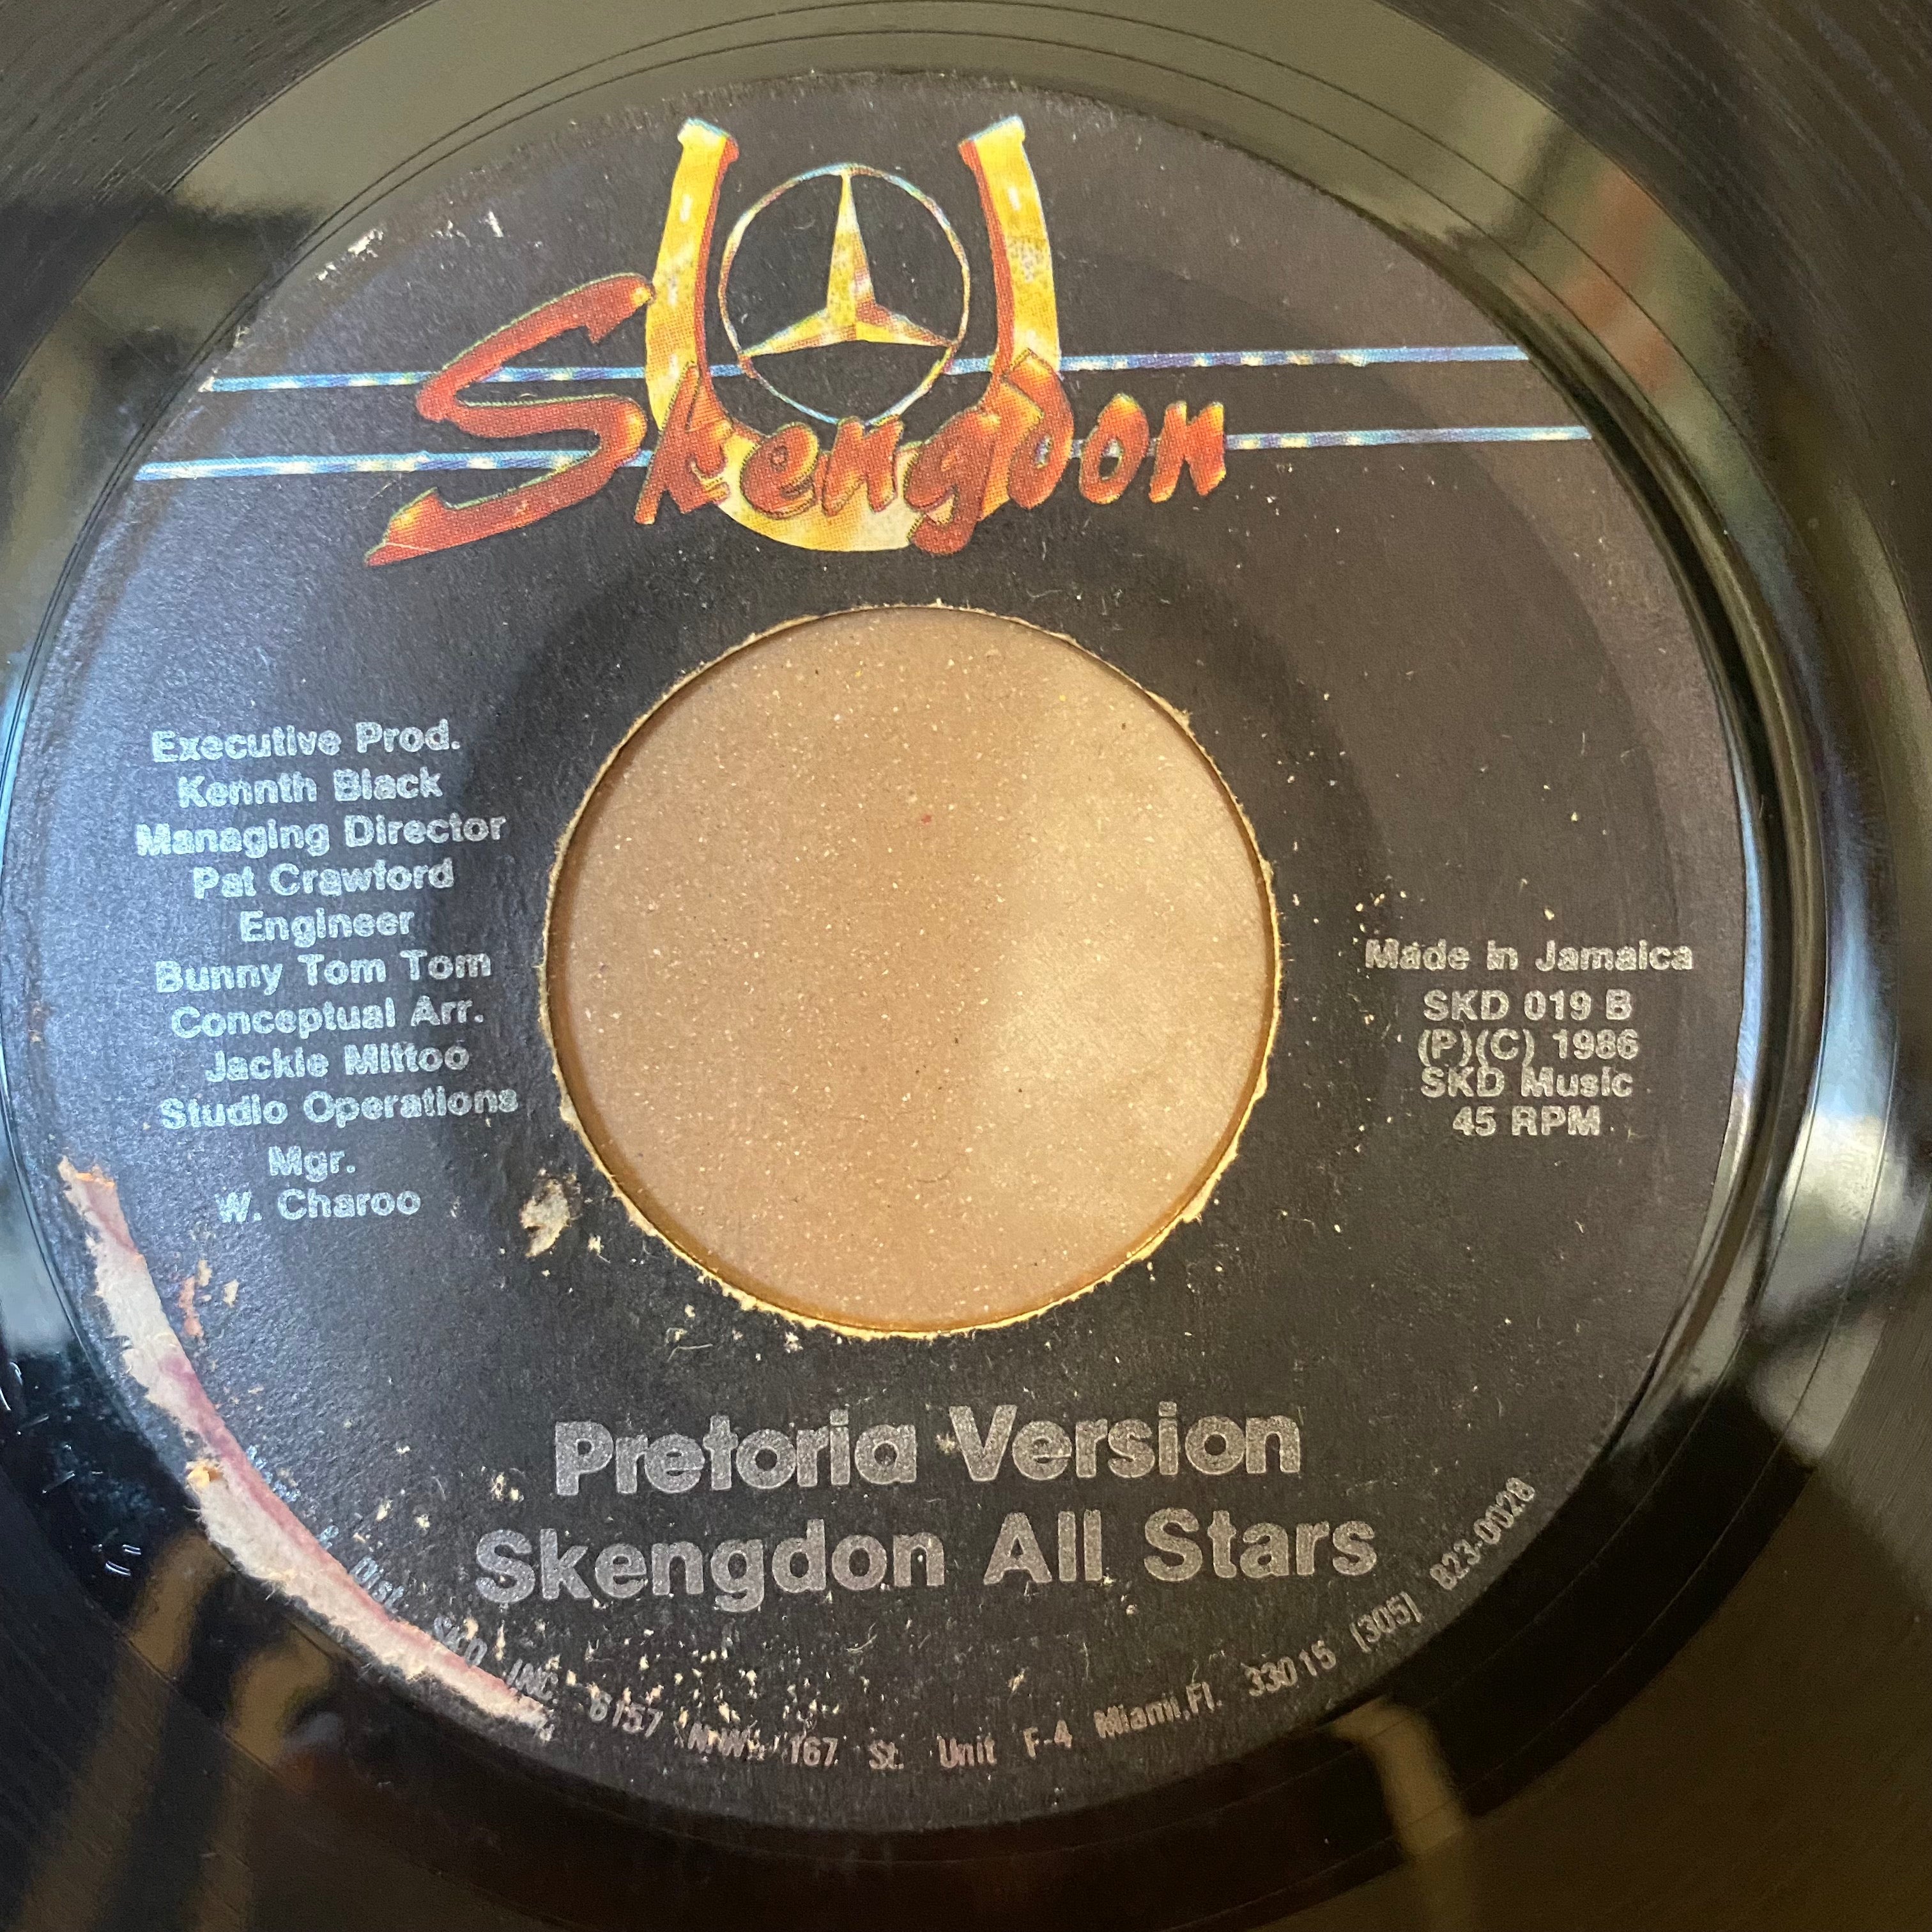 Skengdon
Executive Prod.
Kennth Black
Managing Director
Pat Crawford
Engineer
Bunny Tom Tom
Conceptual Arr.
Jackie Mittoo
Studio Operations
Mgr.
W. Charoo
Made in Jamaica
SKD 019 B
(P)(C) 1986
SKD Music
45 RPM
Pretoria Version
Skengdon All Stars
Dist. SKD INC. 6157 N.W. 167 St. Unit F-4 Miami, Fl. 33015 (305) 823-0028